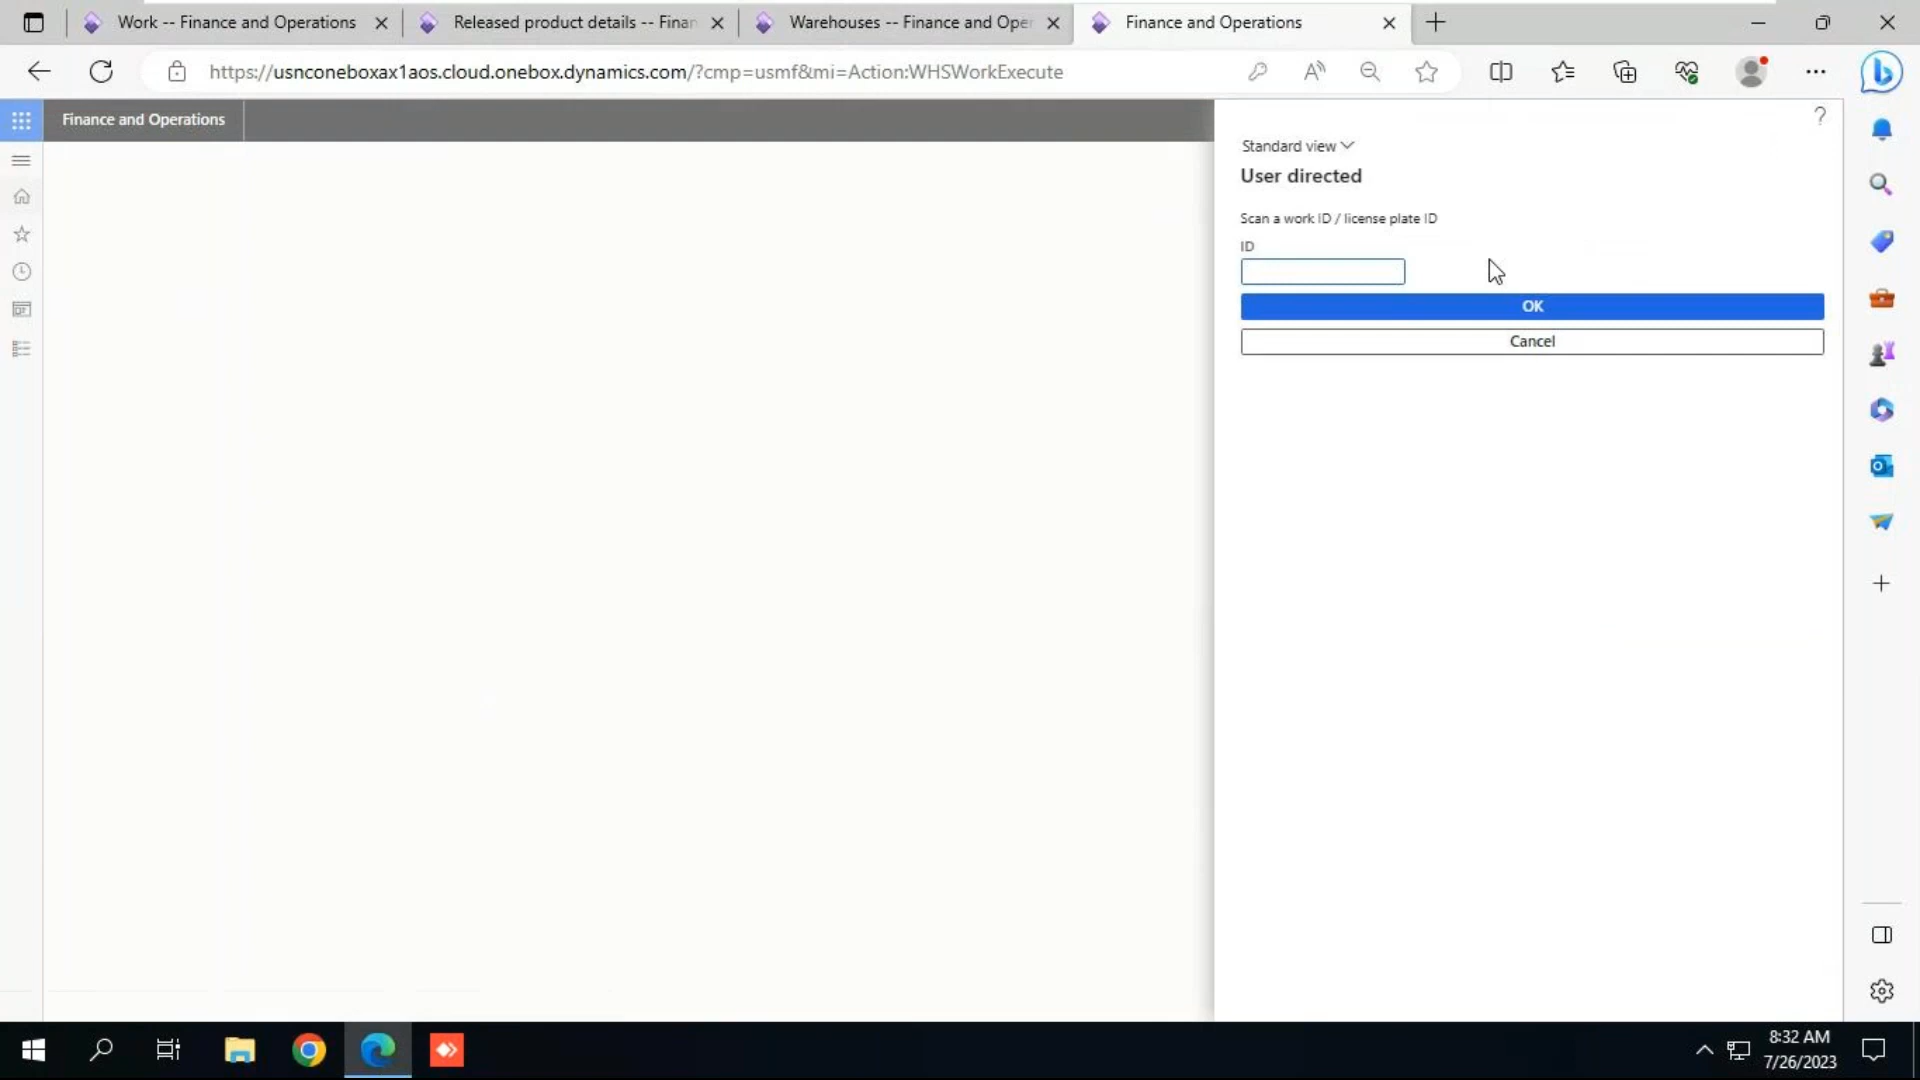 Work -- Finance and Operations
Released product details -- Finan
Warehouses -- Finance and Oper
Finance and Operations
https://usnconeboxax1aos.cloud.onebox.dynamics.com/?cmp=usmf&mi=Action:WHSWorkExecute
Finance and Operations
?
Standard view
User directed
Scan a work ID / license plate ID
ID
OK
Cancel
8:32 AM
7/26/2023